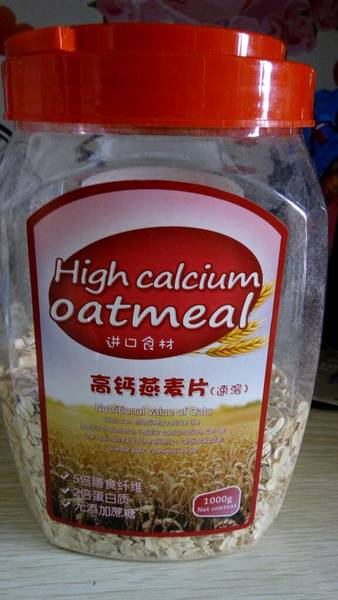 High calcium
oatmeal
进口食材
高钙燕麦片(速溶)
Nutritional value of Oats
5倍膳食纤维
2倍蛋白质
无添加蔗糖
1000g
Net content